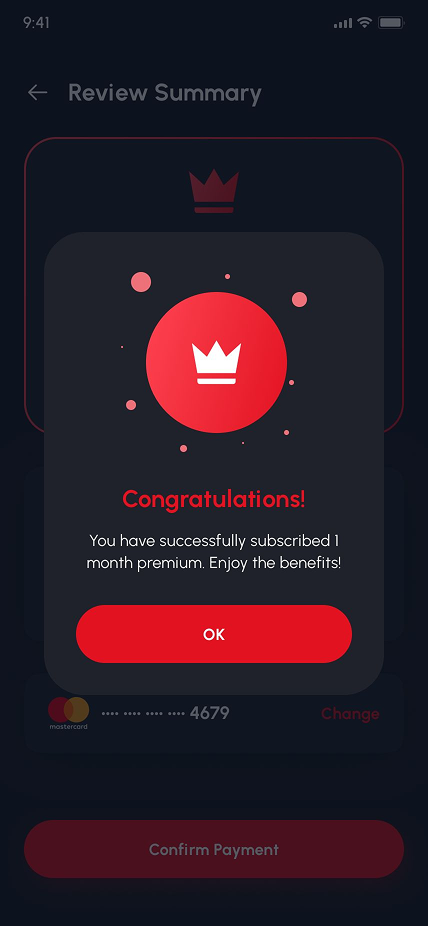 9:41
Review Summary
Congratulations!
You have successfully subscribed 1
month premium. Enjoy the benefits!
OK
mastercard
•••• •••• •••• •••• 4679
Change
Confirm Payment